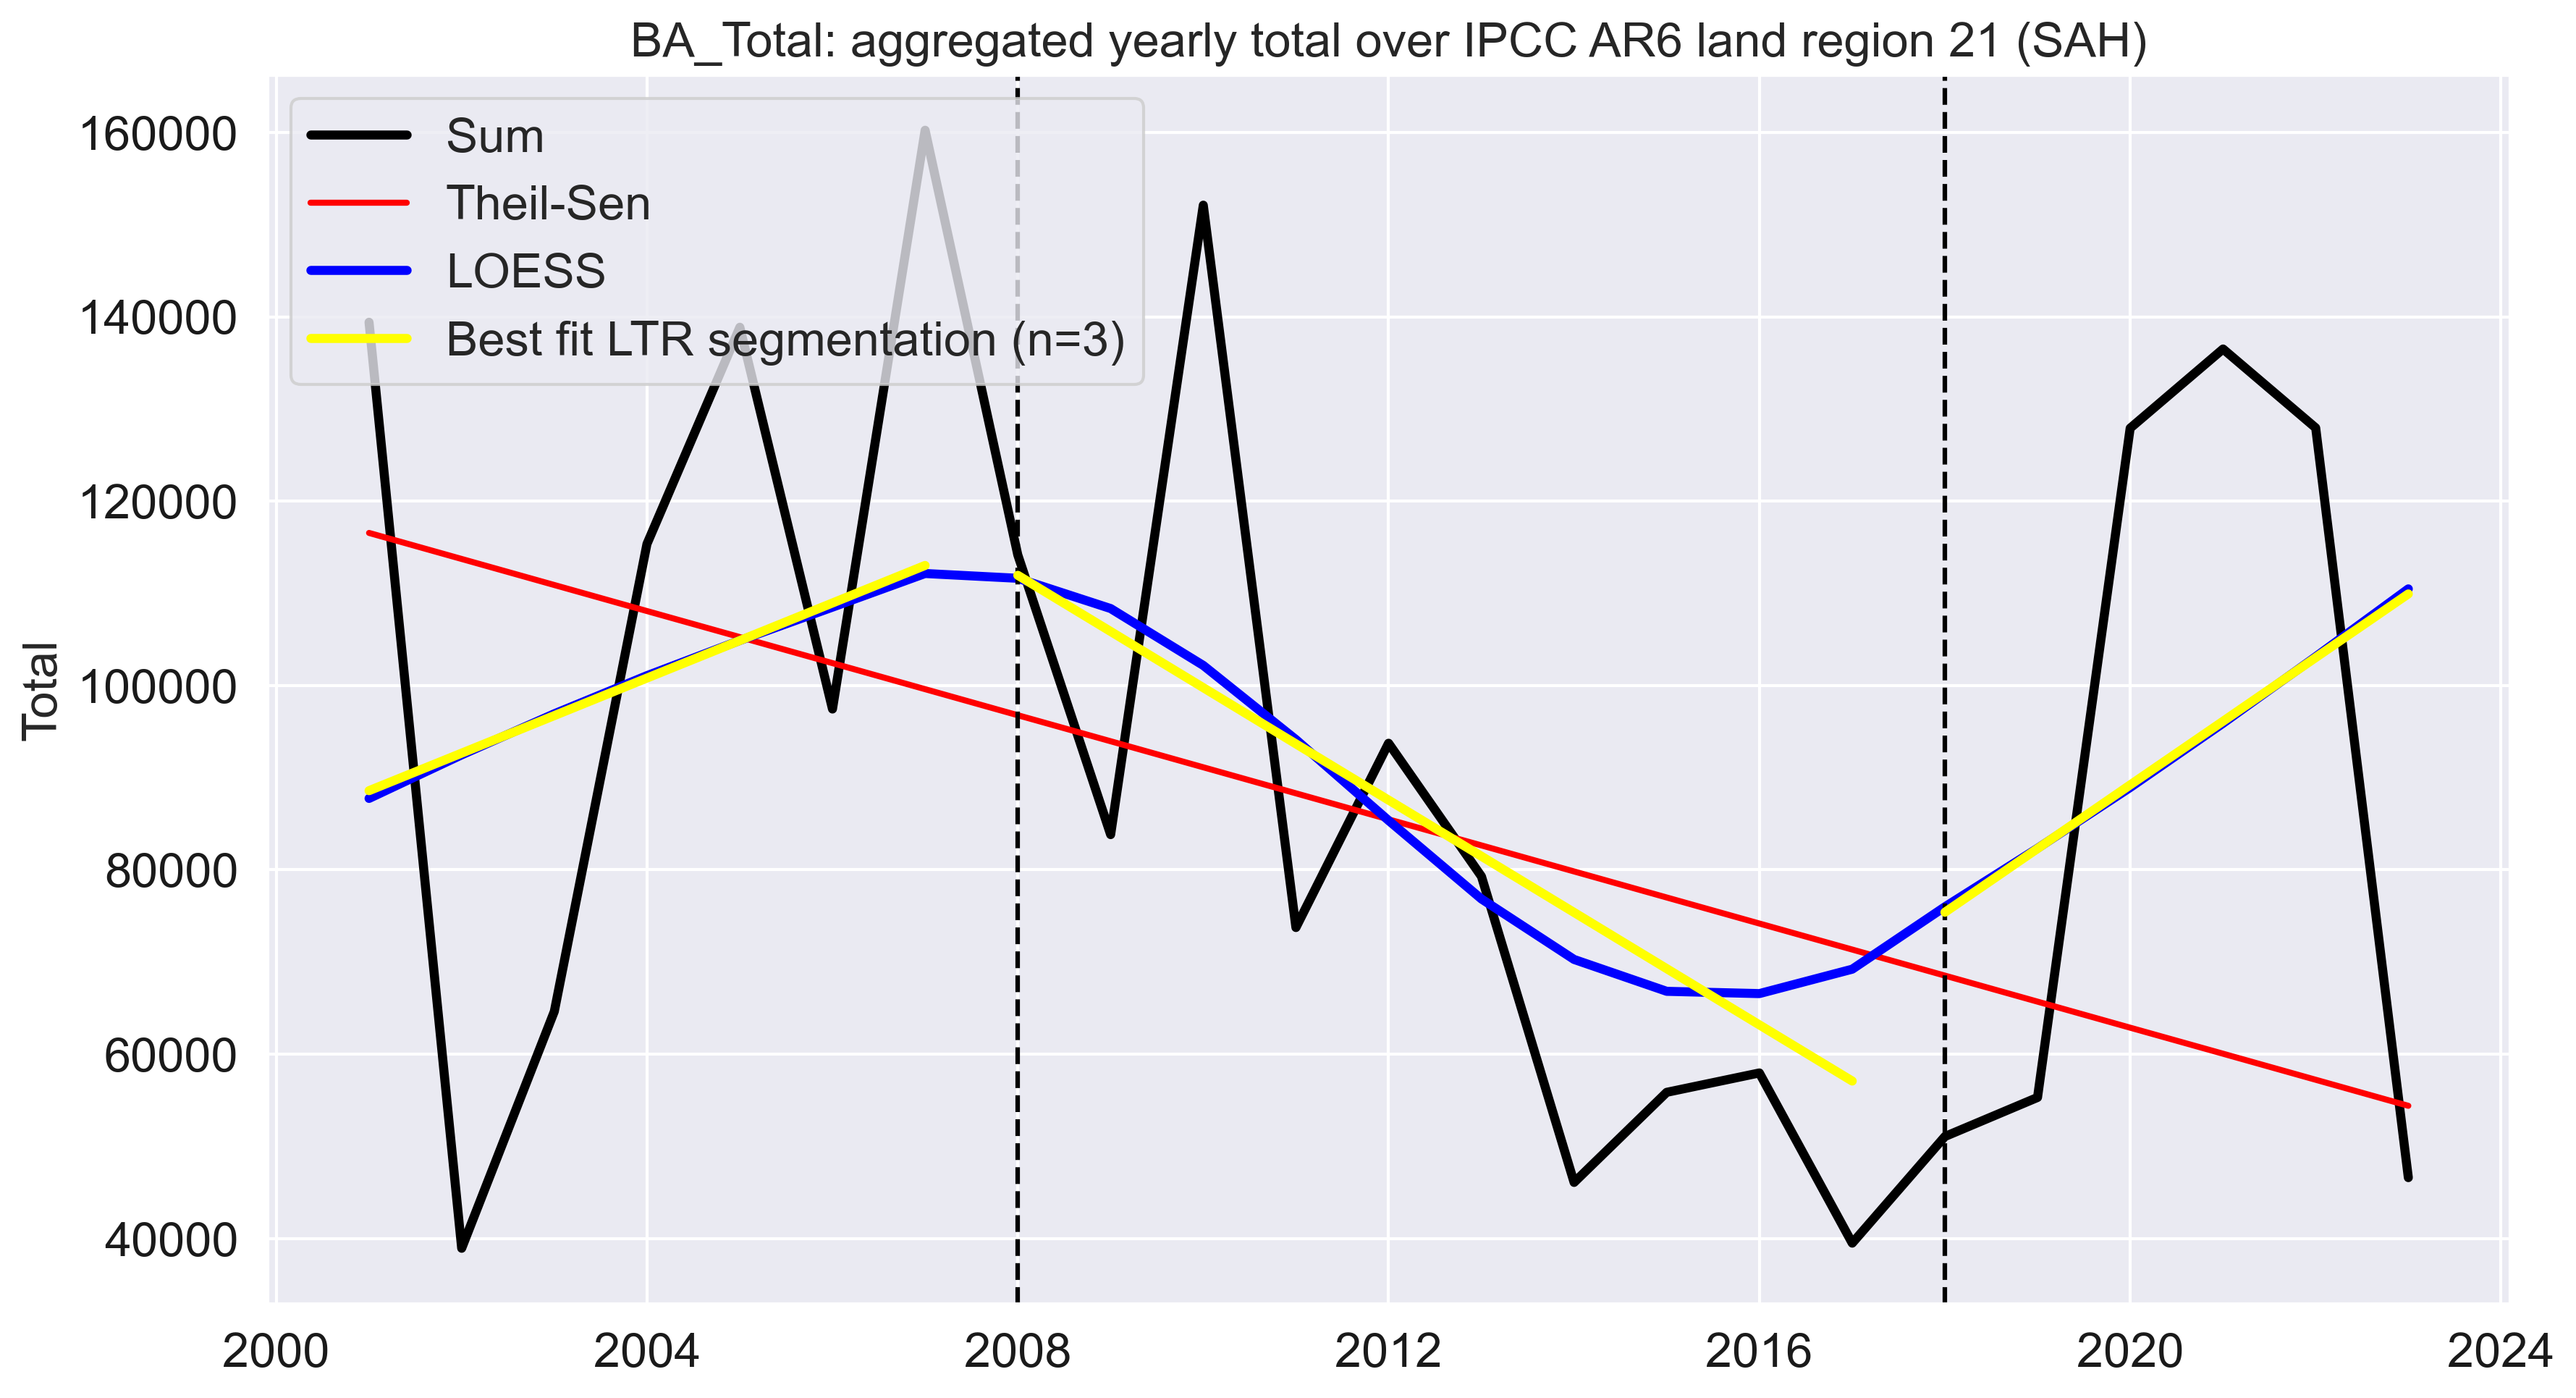 BA_Total: aggregated yearly total over IPCC AR6 land region 21 (SAH)
Sum
Theil-Sen
LOESS
Best fit LTR segmentation (n=3)
160000
140000
120000
100000
80000
60000
40000
Total
2000 2004 2008 2012 2016 2020 2024